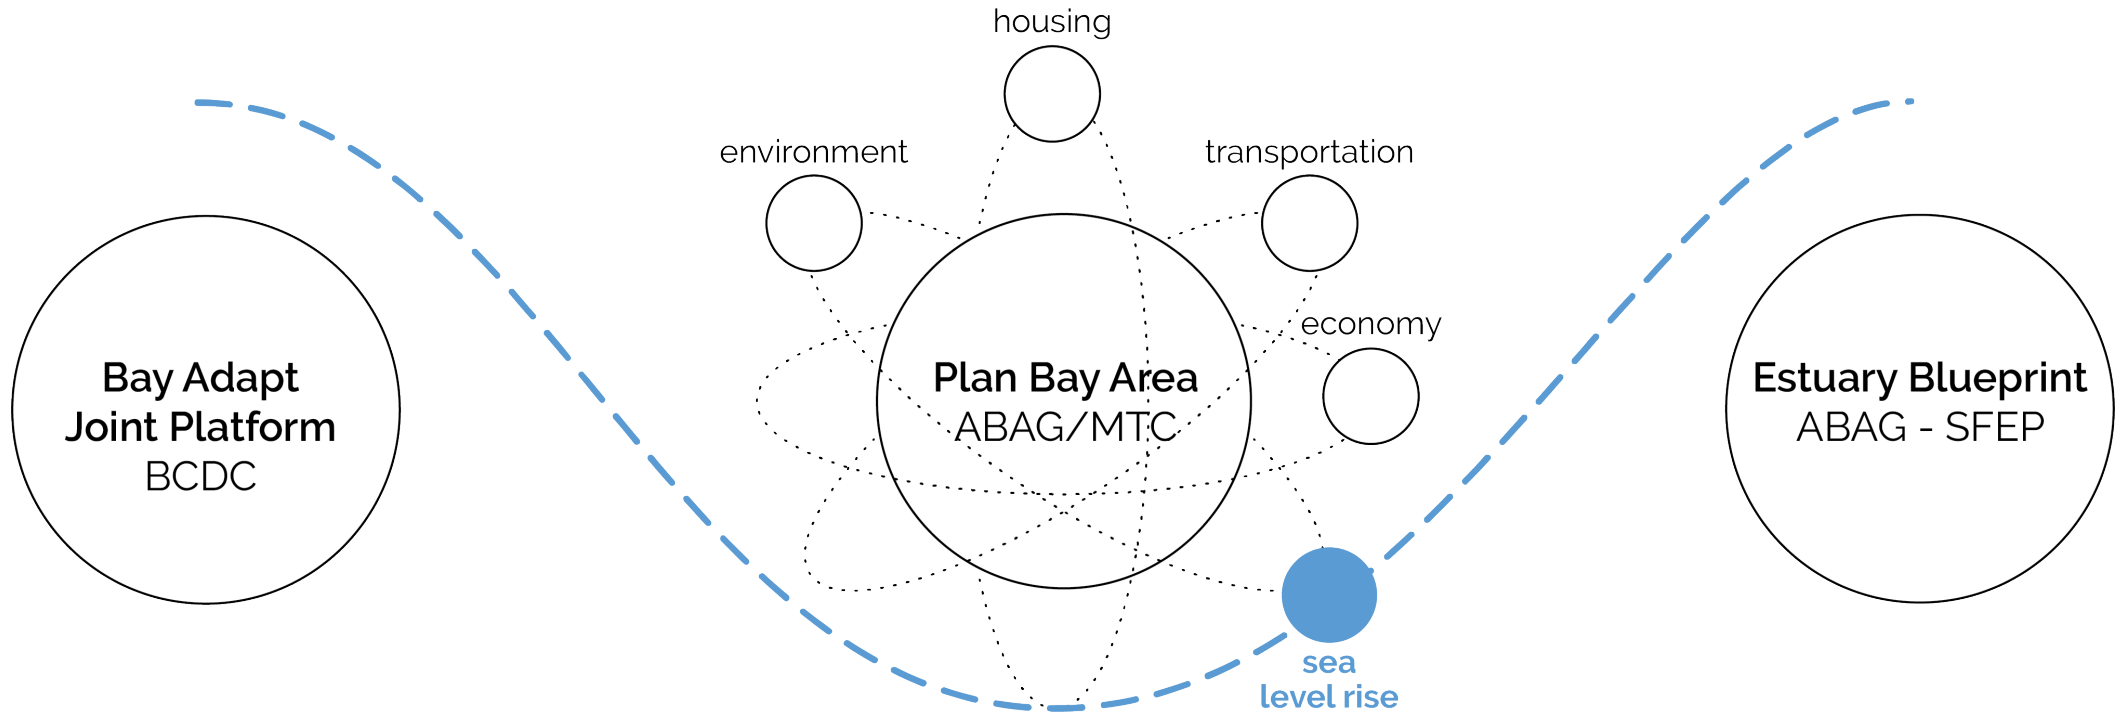 housing
environment
transportation
economy
Bay Adapt
Joint Platform
BCDC
Plan Bay Area
ABAG/MTC
Estuary Blueprint
ABAG - SFEP
sea
level rise